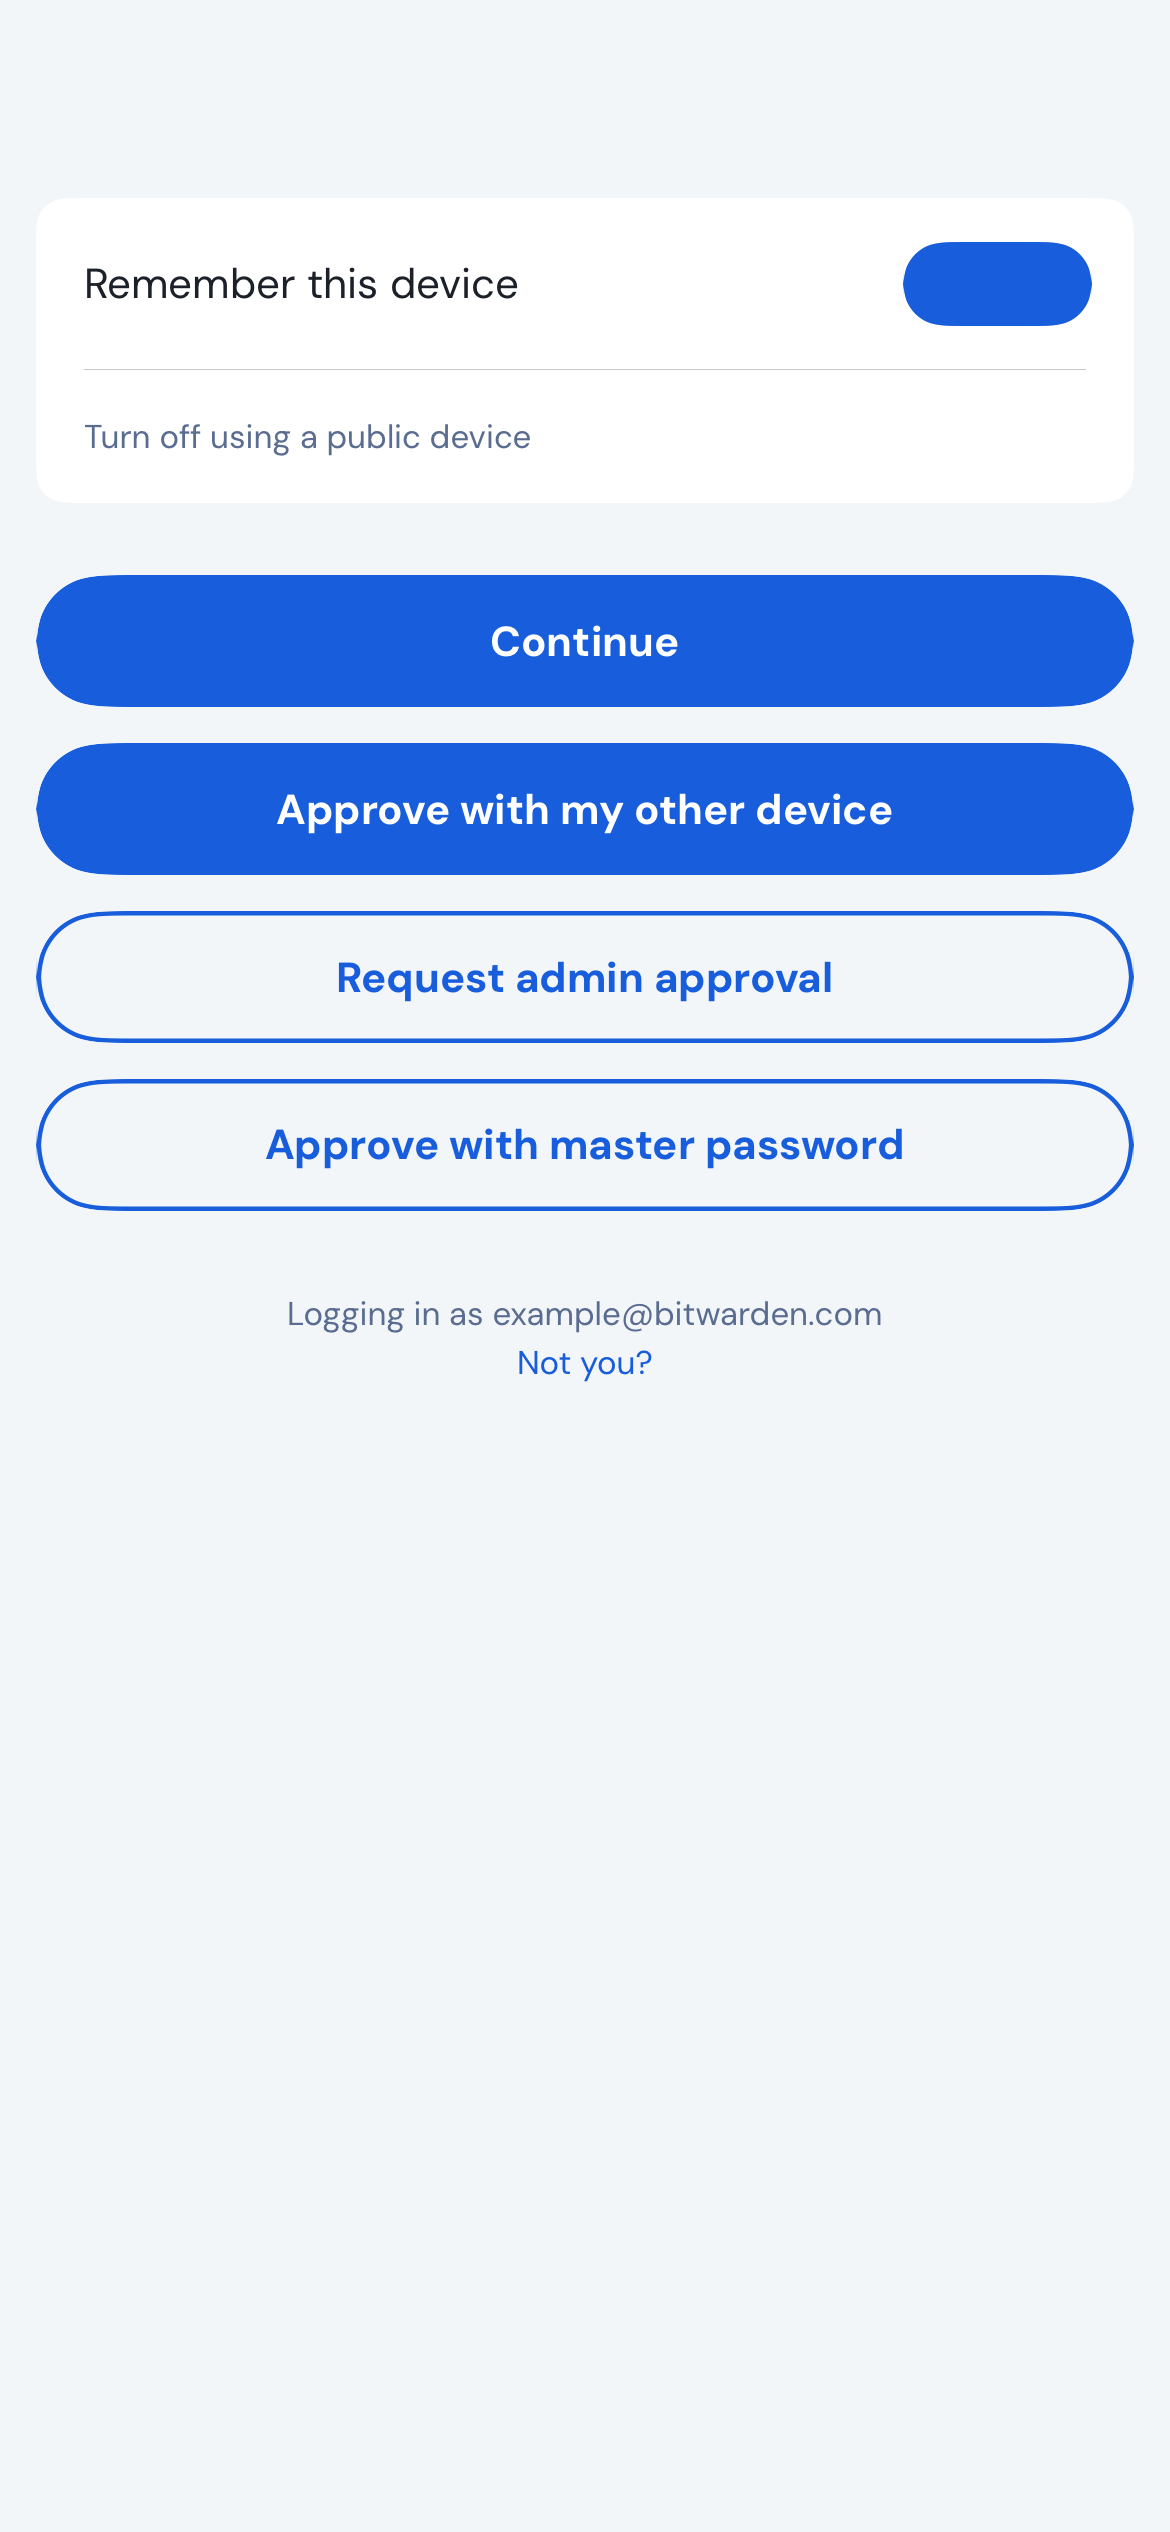 Remember this device
Turn off using a public device
Continue
Approve with my other device
Request admin approval
Approve with master password
Logging in as example@bitwarden.com
Not you?